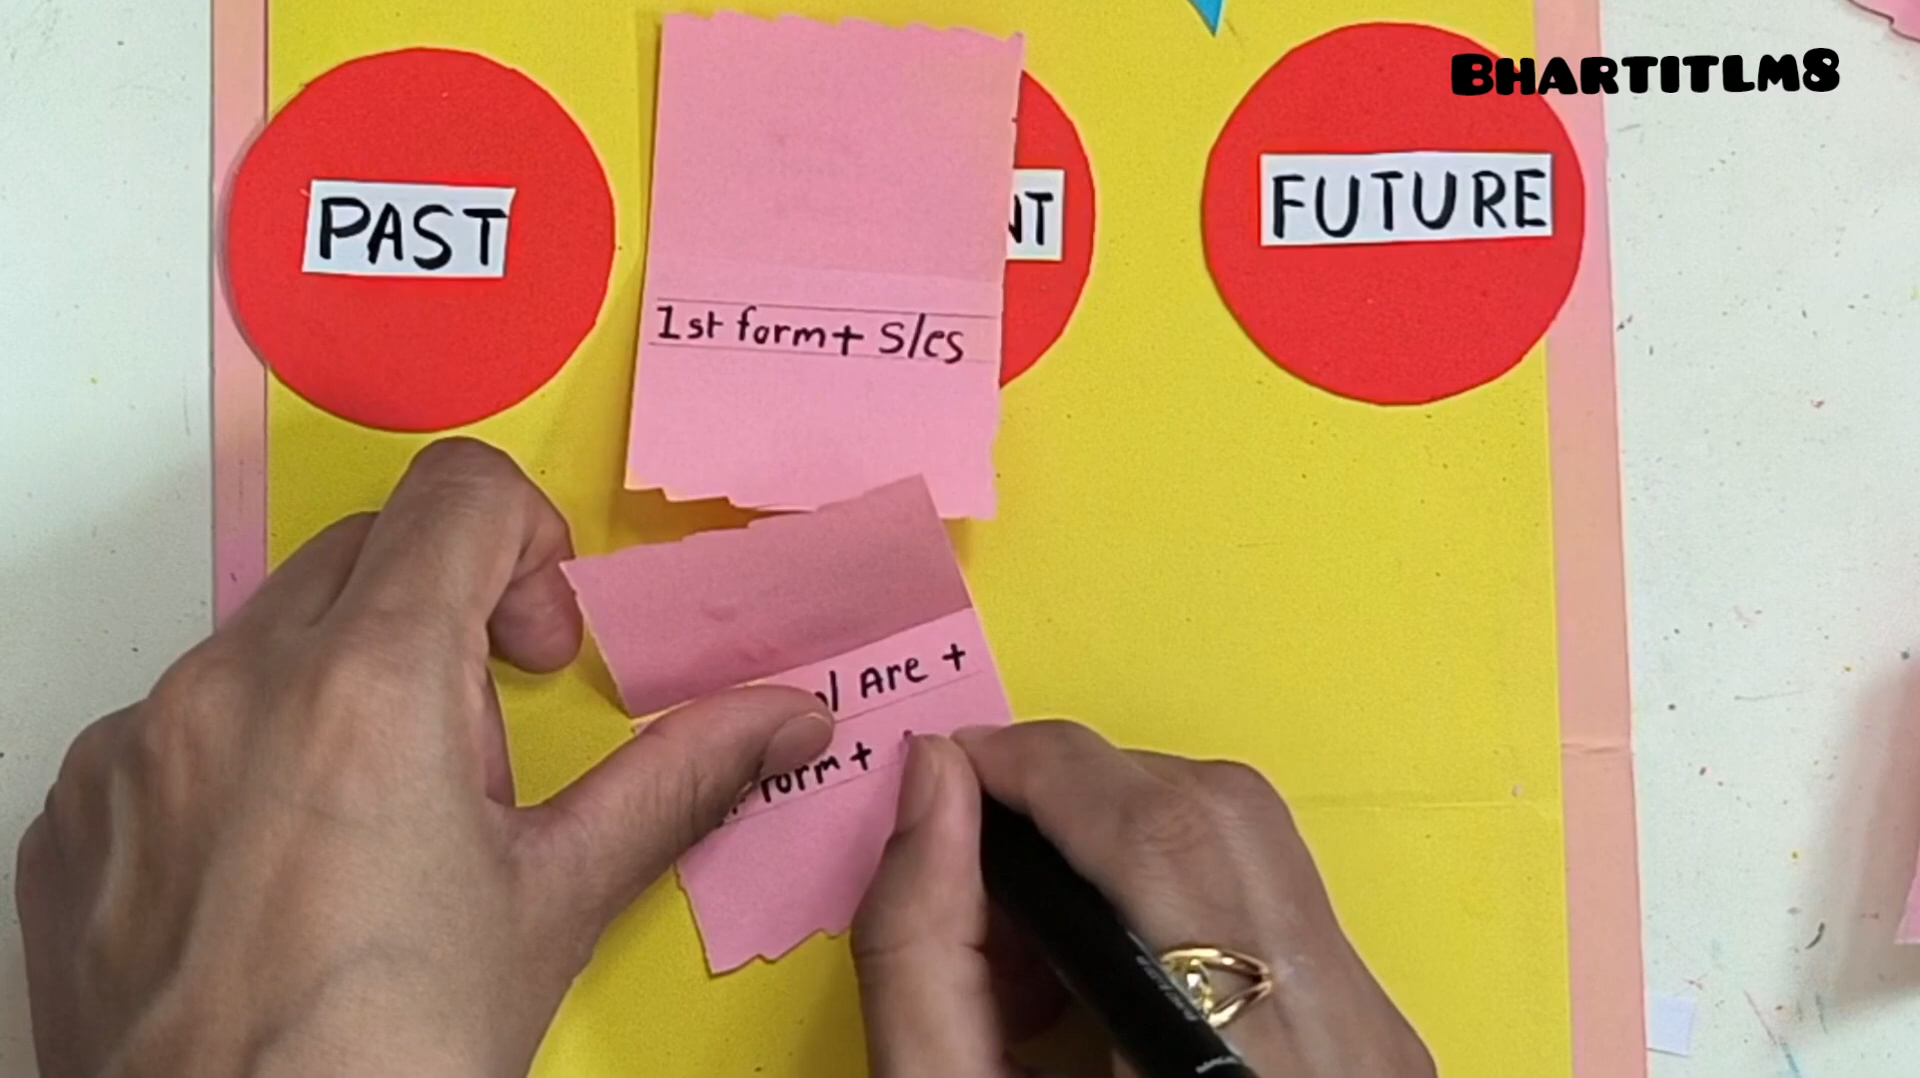 BHARTITLM8
PAST
NT
FUTURE
1st form + S/es
/ Are +
form +